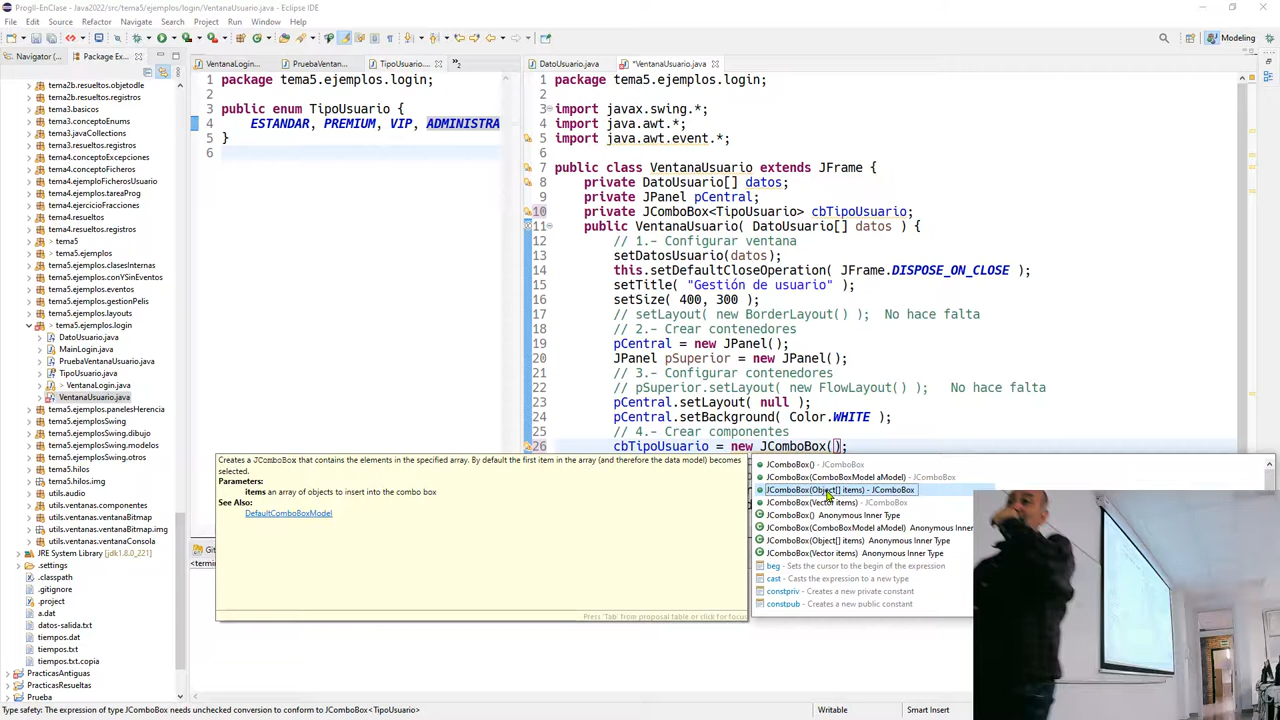 ProgII-EnClase - Java2022/src/tema5/ejemplos/login/VentanaUsuario.java - Eclipse IDE
File Edit Source Refactor Navigate Search Project Run Window Help
Modeling
Navigator (...
Package Ex...
tema2b.resueltos.objetodle
tema2b.resueltos.registros
tema3.basicos
tema3.conceptoEnums
tema3.javaCollections
tema3.resueltos.registros
tema4.conceptoExcepciones
tema4.conceptoFicheros
tema4.ejemploFicherosUsuario
tema4.ejemplos.tareaProg
tema4.ejercicioFracciones
tema4.resueltos
tema4.resueltos.registros
> tema5
> tema5.ejemplos
tema5.ejemplos.clasesInternas
tema5.ejemplos.conYSinEventos
tema5.ejemplos.eventos
tema5.ejemplos.gestionPelis
tema5.ejemplos.layouts
> tema5.ejemplos.login
DatoUsuario.java
MainLogin.java
PruebaVentanaUsuario.java
TipoUsuario.java
> VentanaLogin.java
VentanaUsuario.java
tema5.ejemplos.panelesHerencia
tema5.ejemplosSwing
tema5.ejemplosSwing.dibujo
tema5.ejemplosSwing.modelos
tema5.ejemplosSwing.otros
tema5.hilos
tema5.hilos.img
utils.audio
utils.ventanas.componentes
utils.ventanas.ventanaBitmap
utils.ventanas.ventanaBitmap.img
utils.ventanas.ventanaConsola
JRE System Library [jdk1.8.0_221]
.settings
.classpath
.gitignore
.project
a.dat
datos-salida.txt
tiempos.dat
tiempos.txt
tiempos.txt.copia
PracticasAntiguas
PracticasResueltas
Prueba
VentanaLogin... PruebaVentan... TipoUsuario.... »2
1 package tema5.ejemplos.login;
2
3 public enum TipoUsuario {
4 ESTANDAR, PREMIUM, VIP, ADMINISTRA
5 }
6
DatoUsuario.java *VentanaUsuario.java
1 package tema5.ejemplos.login;
2
3 import javax.swing.*;
4 import java.awt.*;
5 import java.awt.event.*;
6
7 public class VentanaUsuario extends JFrame {
8 private DatoUsuario[] datos;
9 private JPanel pCentral;
10 private JComboBox<TipoUsuario> cbTipoUsuario;
11 public VentanaUsuario( DatoUsuario[] datos ) {
12 // 1.- Configurar ventana
13 setDatosUsuario(datos);
14 this.setDefaultCloseOperation( JFrame.DISPOSE_ON_CLOSE );
15 setTitle( "Gestión de usuario" );
16 setSize( 400, 300 );
17 // setLayout( new BorderLayout() ); No hace falta
18 // 2.- Crear contenedores
19 pCentral = new JPanel();
20 JPanel pSuperior = new JPanel();
21 // 3.- Configurar contenedores
22 // pSuperior.setLayout( new FlowLayout() ); No hace falta
23 pCentral.setLayout( null );
24 pCentral.setBackground( Color.WHITE );
25 // 4.- Crear componentes
26 cbTipoUsuario = new JComboBox();
Creates a JComboBox that contains the elements in the specified array. By default the first item in the array (and therefore the data model) becomes
selected.
Parameters:
items an array of objects to insert into the combo box
See Also:
DefaultComboBoxModel
Press 'Tab' from proposal table or click for focus
JComboBox() - JComboBox
JComboBox(ComboBoxModel aModel) - JComboBox
JComboBox(Object[] items) - JComboBox
JComboBox(Vector items) - JComboBox
JComboBox() Anonymous Inner Type
JComboBox(ComboBoxModel aModel) Anonymous Inner
JComboBox(Object[] items) Anonymous Inner Type
JComboBox(Vector items) Anonymous Inner Type
beg - Sets the cursor to the begin of the expression
cast - Casts the expression to a new type
constpriv - Creates a new private constant
constpub - Creates a new public constant
Git
<term
Type safety: The expression of type JComboBox needs unchecked conversion to conform to JComboBox<TipoUsuario>
Writable
Smart Insert